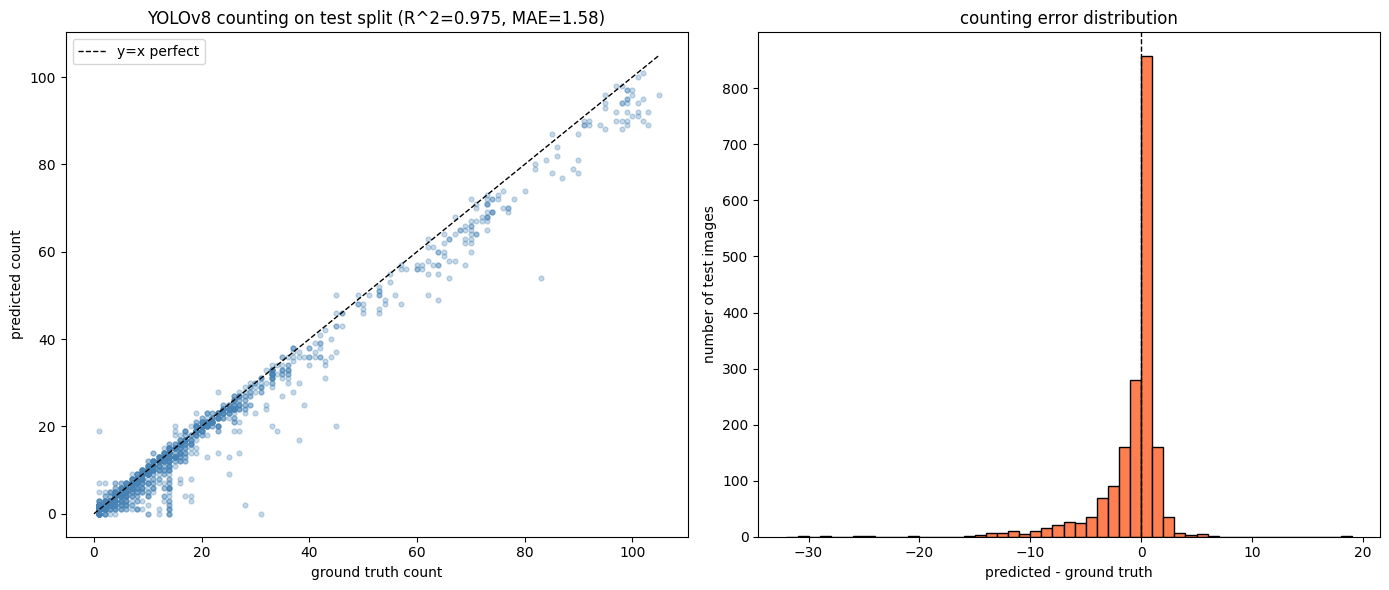 YOLOv8 counting on test split (R^2=0.975, MAE=1.58)
y=x perfect
predicted count
100
80
60
40
20
0
0 20 40 60 80 100
ground truth count
counting error distribution
number of test images
800
700
600
500
400
300
200
100
0
−30 −20 −10 0 10 20
predicted - ground truth